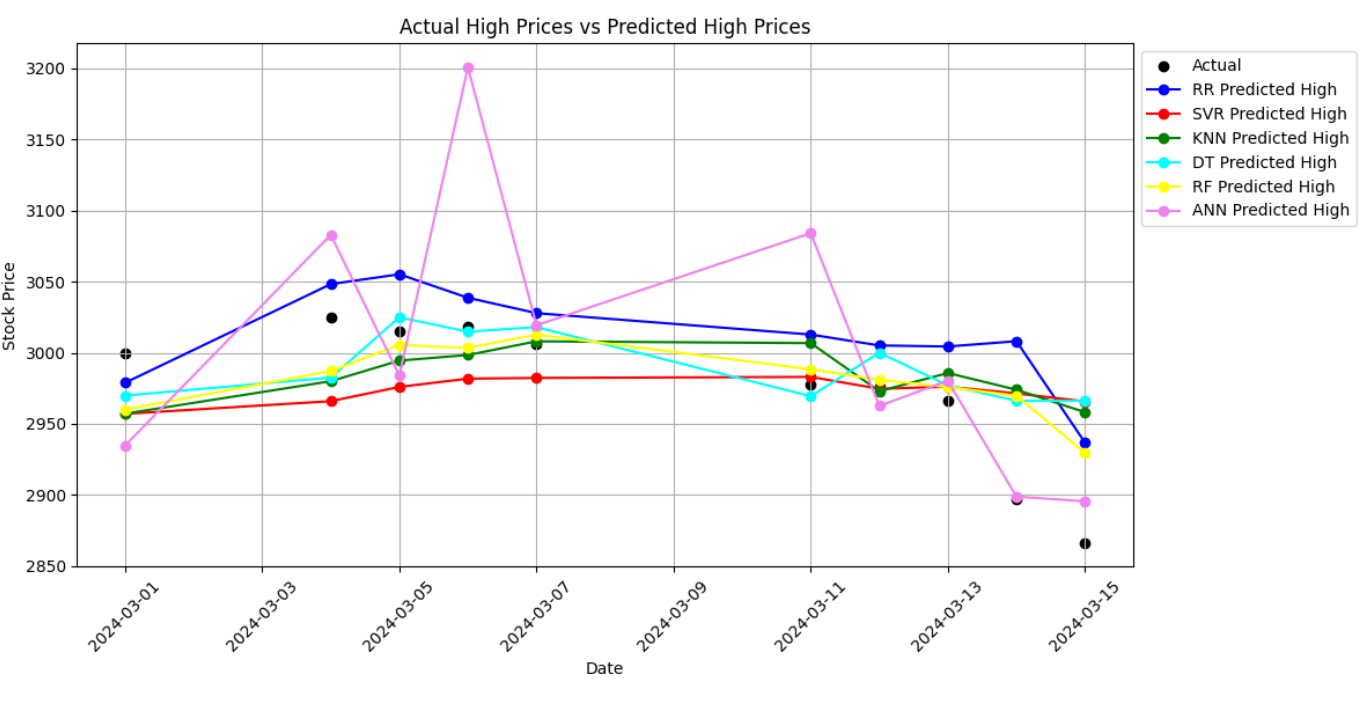 Actual High Prices vs Predicted High Prices
Stock Price
3200
3150
3100
3050
3000
2950
2900
2850
2024-03-01
2024-03-03
2024-03-05
2024-03-07
2024-03-09
2024-03-11
2024-03-13
2024-03-15
Date
Actual
RR Predicted High
SVR Predicted High
KNN Predicted High
DT Predicted High
RF Predicted High
ANN Predicted High